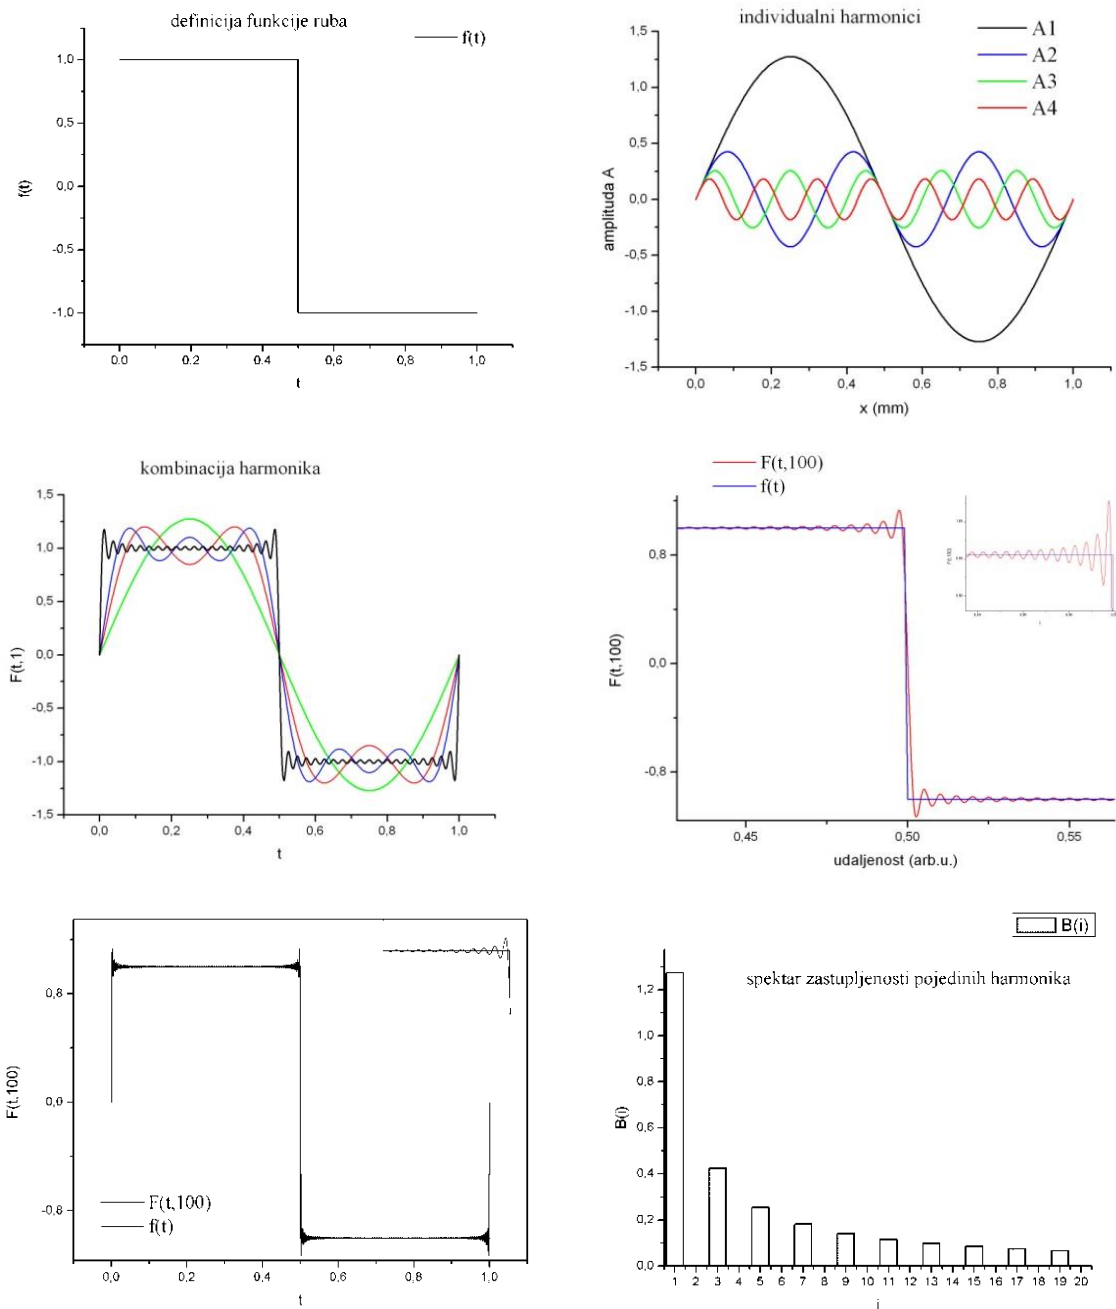 definicija funkcije ruba
f(t)
1,0
0,5
0,0
-0,5
-1,0
f(t)
0,0 0,2 0,4 0,6 0,8 1,0
t
individualni harmonici
A1
A2
A3
A4
1,5
1,0
0,5
0,0
-0,5
-1,0
-1,5
amplituda A
0,0 0,2 0,4 0,6 0,8 1,0
x (mm)
kombinacija harmonika
1,5
1,0
0,5
0,0
-0,5
-1,0
-1,5
F(t,1)
0,0 0,2 0,4 0,6 0,8 1,0
t
F(t,100)
f(t)
0,8
0,0
-0,8
F(t,100)
0,45 0,50 0,55
udaljenost (arb.u.)
0,8
0,0
-0,8
F(t,100)
F(t,100)
f(t)
0,0 0,2 0,4 0,6 0,8 1,0
t
B(i)
spektar zastupljenosti pojedinih harmonika
1,2
1,0
0,8
0,6
0,4
0,2
0,0
B(i)
1 2 3 4 5 6 7 8 9 10 11 12 13 14 15 16 17 18 19 20
i